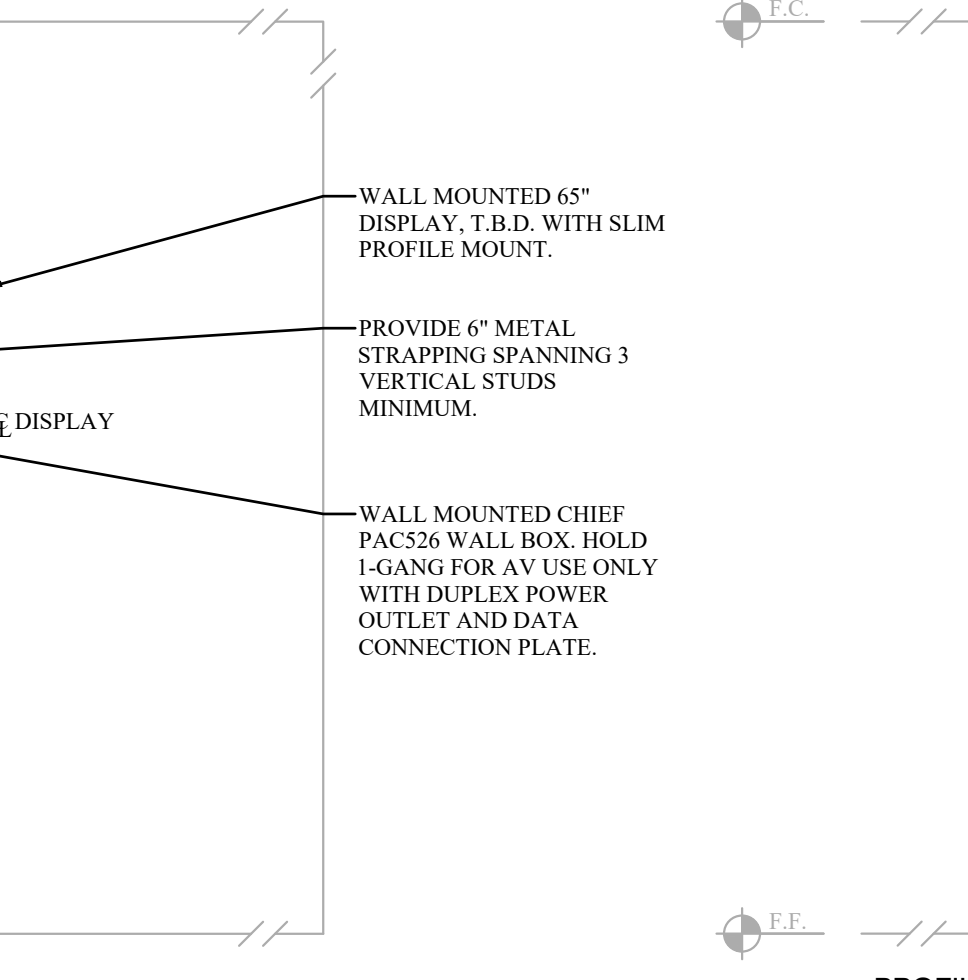 F.C.
WALL MOUNTED 65"
DISPLAY, T.B.D. WITH SLIM
PROFILE MOUNT.
PROVIDE 6" METAL
STRAPPING SPANNING 3
VERTICAL STUDS
MINIMUM.
DISPLAY
WALL MOUNTED CHIEF
PAC526 WALL BOX. HOLD
1-GANG FOR AV USE ONLY
WITH DUPLEX POWER
OUTLET AND DATA
CONNECTION PLATE.
F.F.